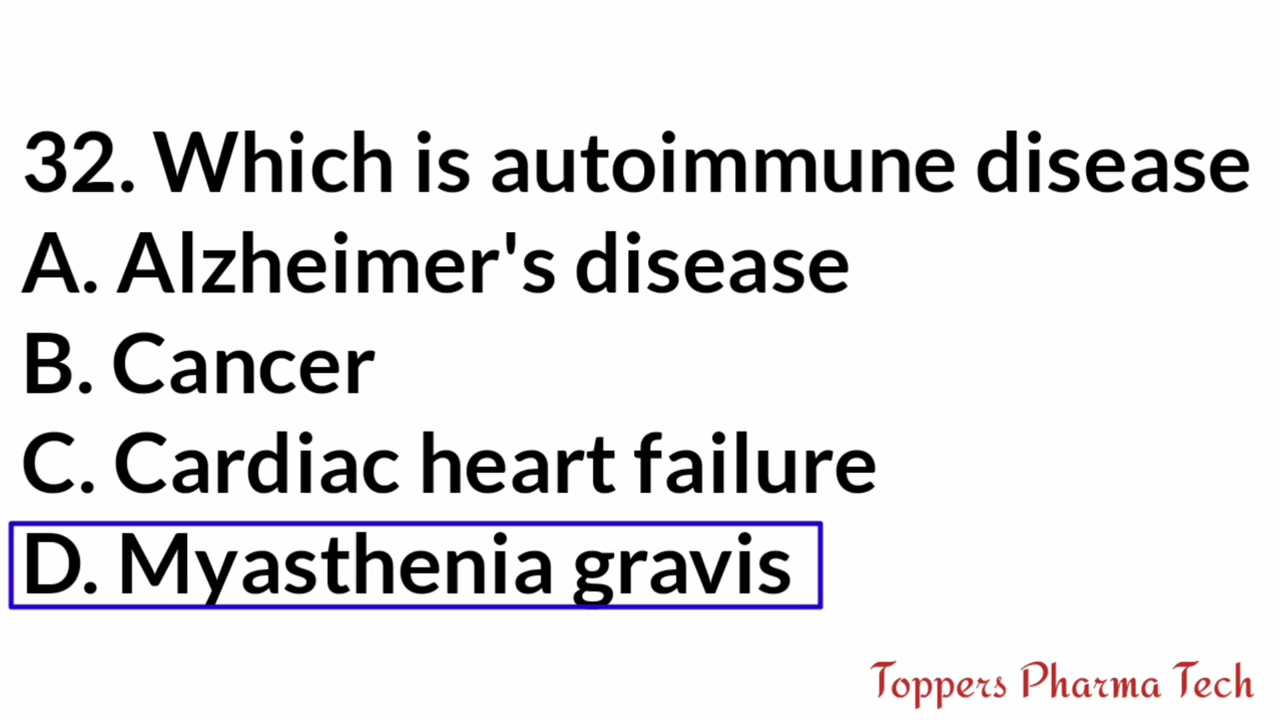 32. Which is autoimmune disease
A. Alzheimer's disease
B. Cancer
C. Cardiac heart failure
D. Myasthenia gravis
Toppers Pharma Tech